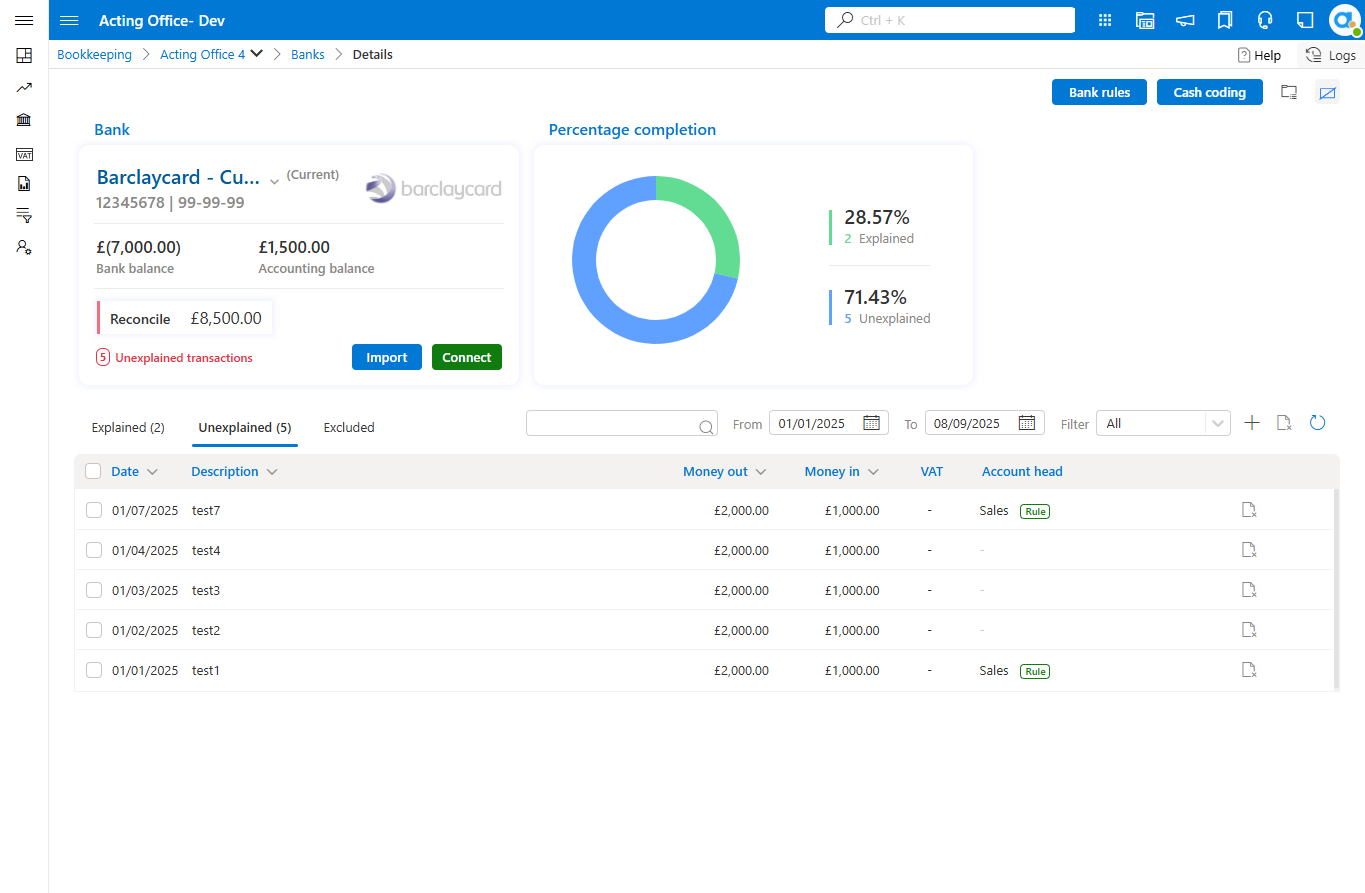 Acting Office- Dev
Ctrl + K
Bookkeeping > Acting Office 4 > Banks > Details
Help
Logs
Bank rules
Cash coding
Bank
Barclaycard - Cu... (Current)
barclaycard
12345678 | 99-99-99
£(7,000.00) £1,500.00
Bank balance Accounting balance
Reconcile £8,500.00
5 Unexplained transactions
Import
Connect
Percentage completion
28.57%
2 Explained
71.43%
5 Unexplained
Explained (2) Unexplained (5) Excluded
From 01/01/2025 To 08/09/2025 Filter All
Date Description Money out Money in VAT Account head
01/07/2025 test7 £2,000.00 £1,000.00 - Sales Rule
01/04/2025 test4 £2,000.00 £1,000.00 - -
01/03/2025 test3 £2,000.00 £1,000.00 - -
01/02/2025 test2 £2,000.00 £1,000.00 - -
01/01/2025 test1 £2,000.00 £1,000.00 - Sales Rule
VAT